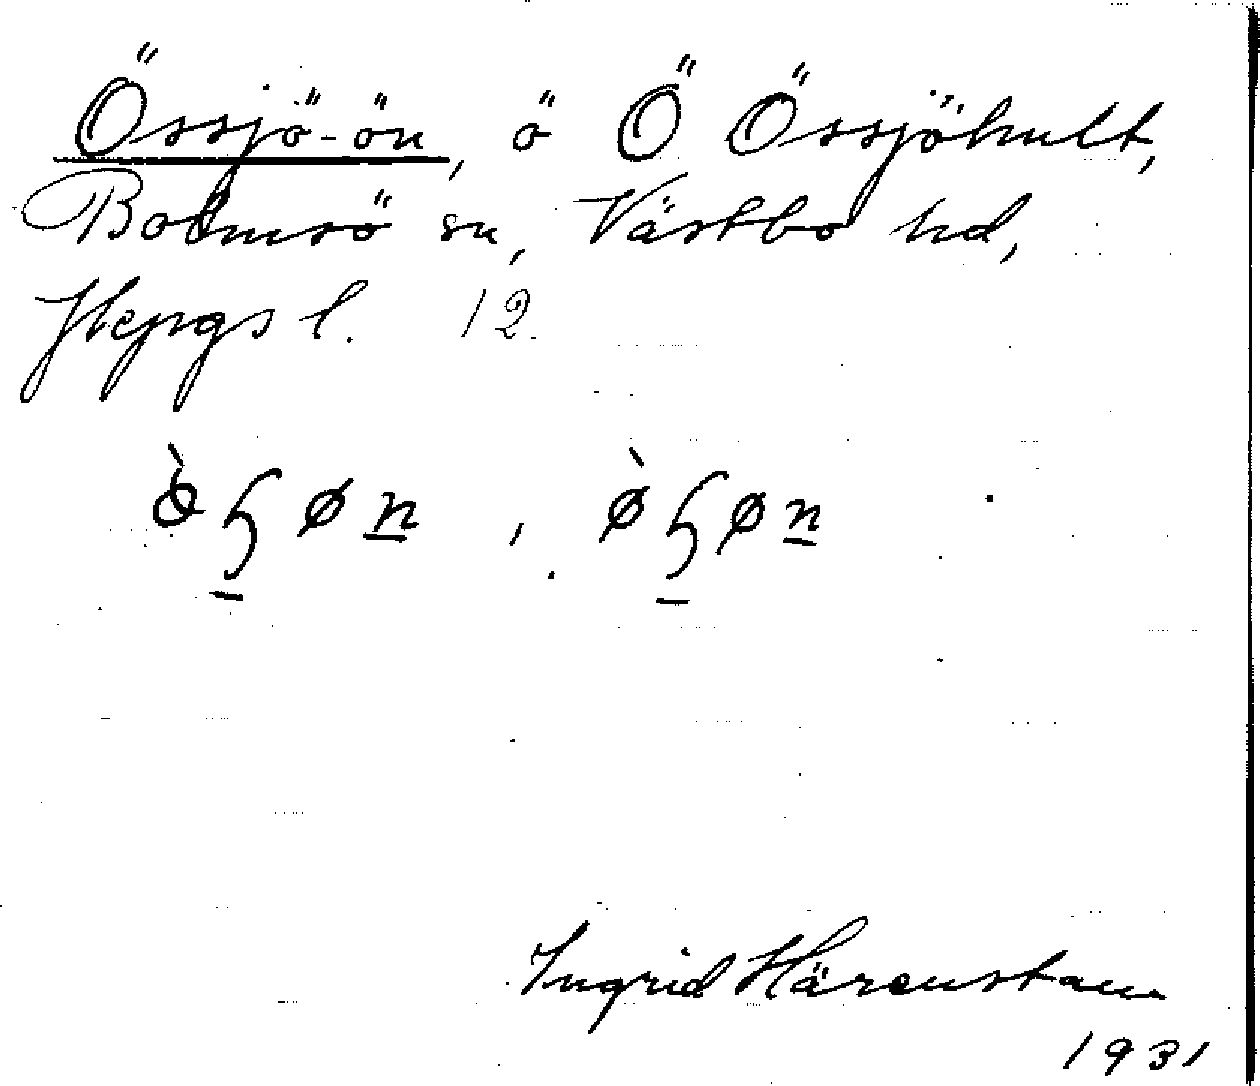 Össjö-ön, ö Ö Össjöhult,
Bolmsö sn, Västbo hd,
Jkpgs l. 12.
Ingrid Härenstam
1931